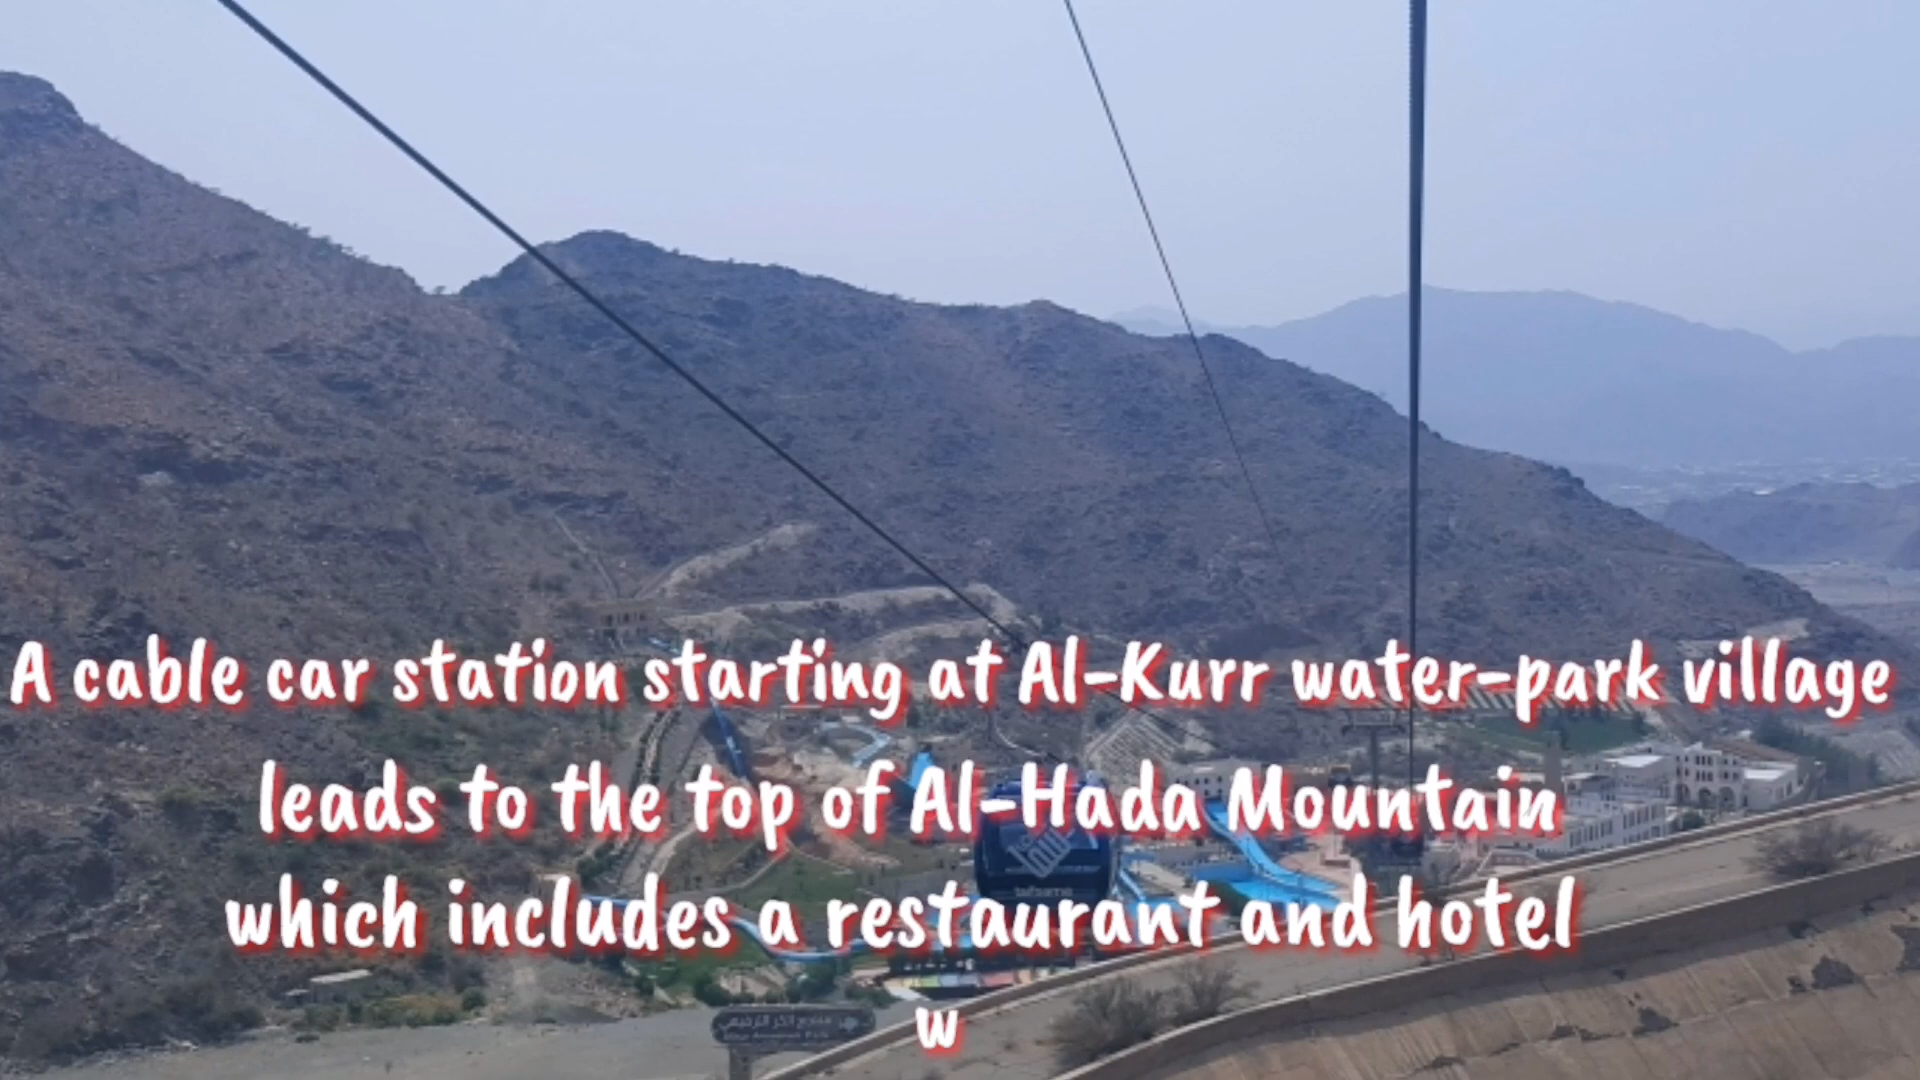 A cable car station starting at Al-Kurr water-park village
leads to the top of Al-Hada Mountain
which includes a restaurant and hotel
w